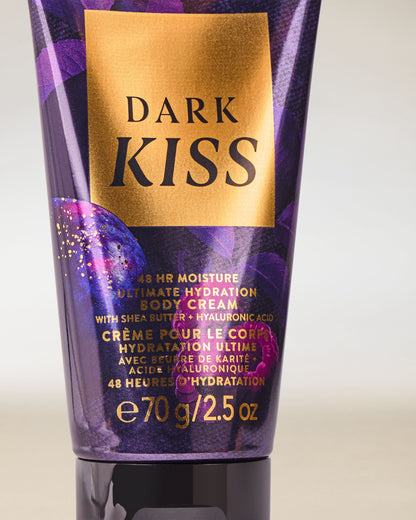 DARK
KISS
48 HR MOISTURE
ULTIMATE HYDRATION
BODY CREAM
WITH SHEA BUTTER + HYALURONIC ACID
CRÈME POUR LE CORPS
HYDRATATION ULTIME
AVEC BEURRE DE KARITÉ +
ACIDE HYALURONIQUE
48 HEURES D'HYDRATATION
℮70 g/2.5 oz